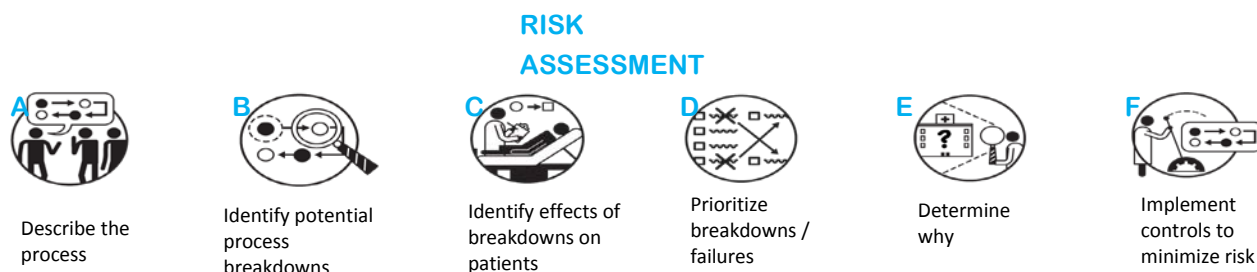 RISK
ASSESSMENT
A
B
C
D
E
F
?
Describe the
process
Identify potential
process
breakdowns
Identify effects of
breakdowns on
patients
Prioritize
breakdowns /
failures
Determine
why
Implement
controls to
minimize risk